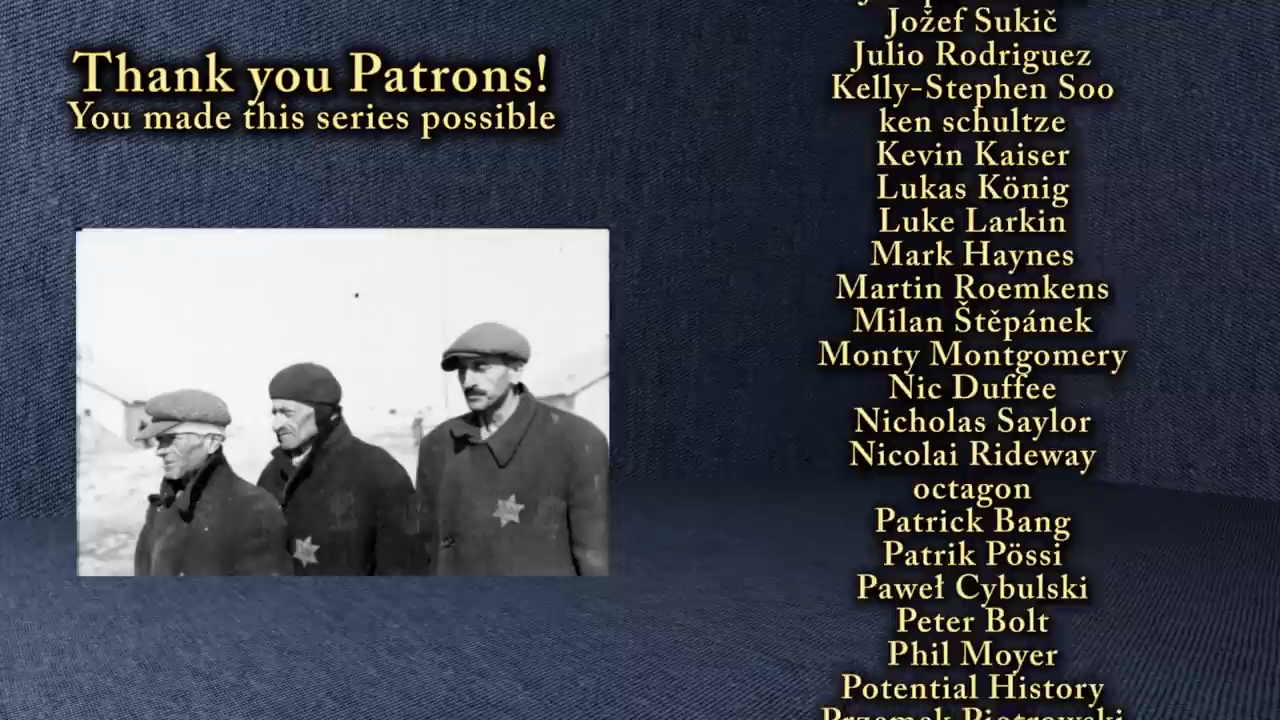 Thank you Patrons!
You made this series possible
Jožef Sukič
Julio Rodriguez
Kelly-Stephen Soo
ken schultze
Kevin Kaiser
Lukas König
Luke Larkin
Mark Haynes
Martin Roemkens
Milan Štěpánek
Monty Montgomery
Nic Duffee
Nicholas Saylor
Nicolai Rideway
octagon
Patrick Bang
Patrik Pössi
Paweł Cybulski
Peter Bolt
Phil Moyer
Potential History
Przemek Piotrowski